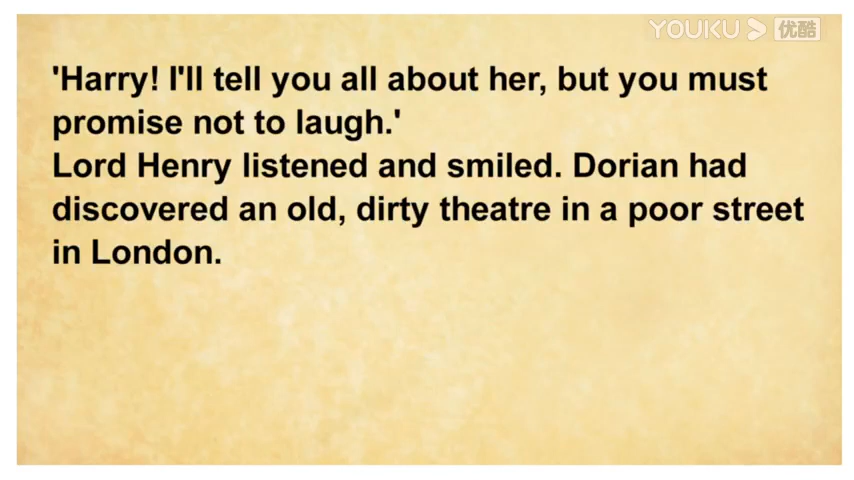 YOUKU 优酷
'Harry! I'll tell you all about her, but you must
promise not to laugh.'
Lord Henry listened and smiled. Dorian had
discovered an old, dirty theatre in a poor street
in London.